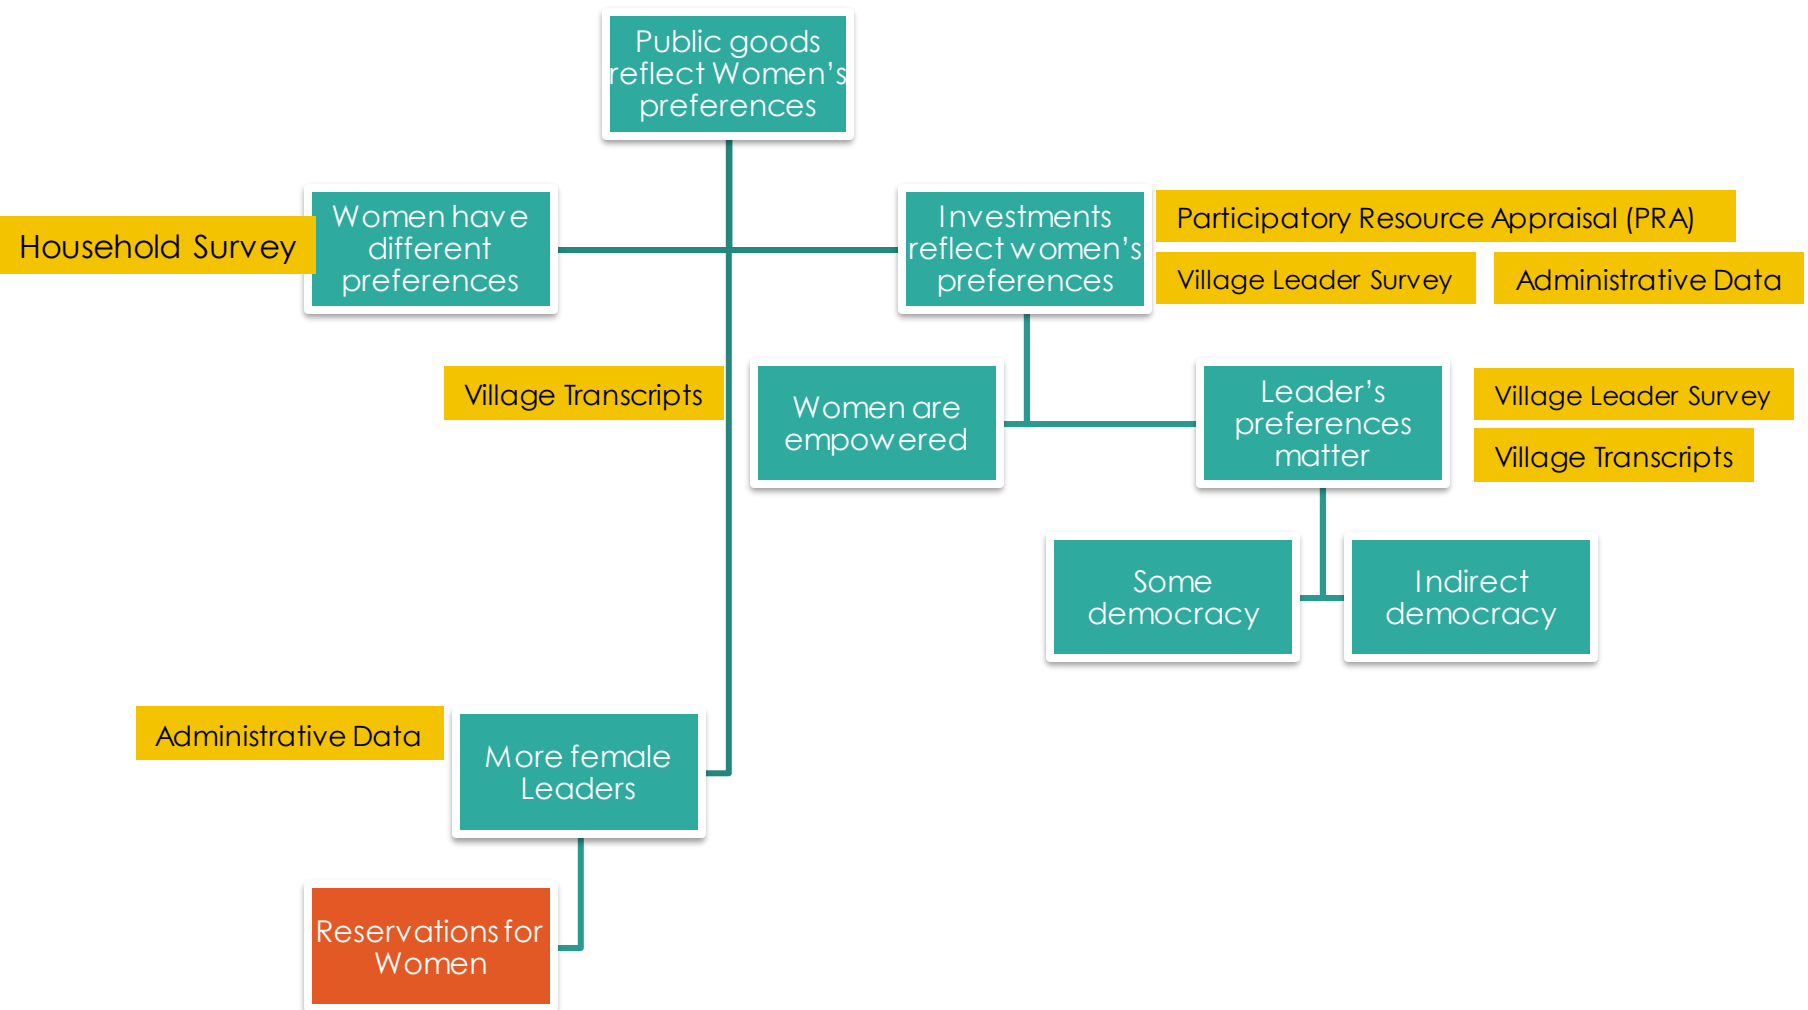 Public goods
reflect Women's
preferences
Household Survey
Women have
different
preferences
Investments
reflect women's
preferences
Participatory Resource Appraisal (PRA)
Village Leader Survey
Administrative Data
Village Transcripts
Women are
empowered
Leader's
preferences
matter
Village Leader Survey
Village Transcripts
Some
democracy
Indirect
democracy
Administrative Data
More female
Leaders
Reservations for
Women